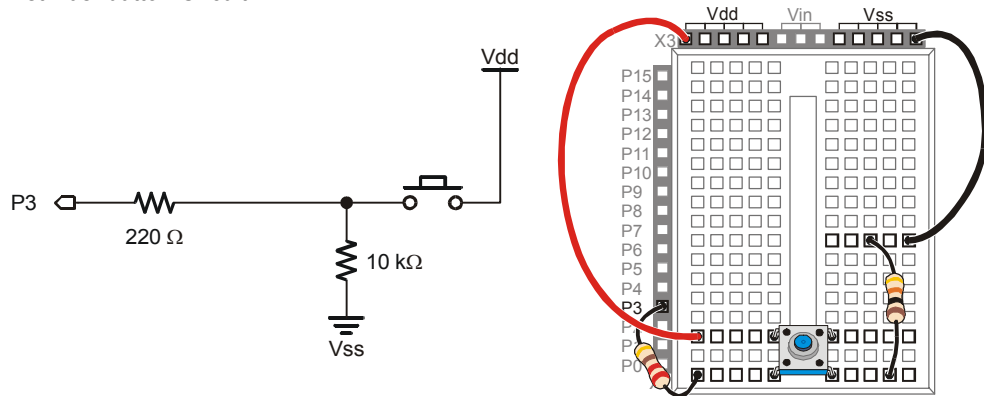 Vdd
P3
220 Ω
10 kΩ
Vss
Vdd
Vin
Vss
X3
P15
P14
P13
P12
P11
P10
P9
P8
P7
P6
P5
P4
P3
P0